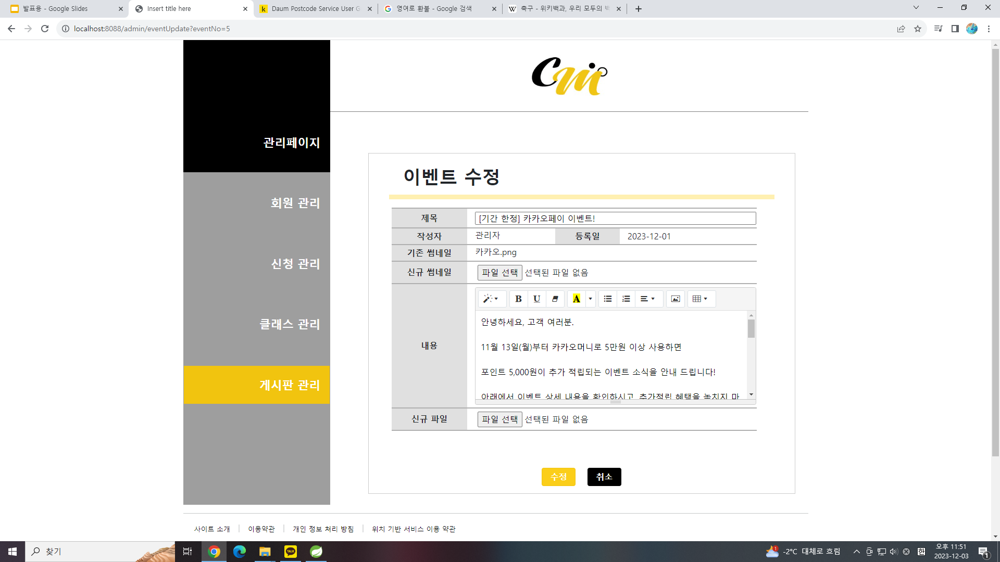 발표용 - Google Slides
Insert title here
Daum Postcode Service User G
영여로 환불 - Google 검색
축구 - 위키백과, 우리 모두의 백
localhost:8088/admin/eventUpdate?eventNo=5
Cm
관리페이지
회원 관리
신청 관리
클래스 관리
게시판 관리
이벤트 수정
제목
[기간 한정] 카카오페이 이벤트!
작성자 관리자 등록일 2023-12-01
기존 썸네일 카카오.png
신규 썸네일 파일 선택 선택된 파일 없음
내용
안녕하세요, 고객 여러분.
11월 13일(월)부터 카카오머니로 5만원 이상 사용하면
포인트 5,000원이 추가 적립되는 이벤트 소식을 안내 드립니다!
아래에서 이벤트 상세 내용을 확인하시고, 추가적립 혜택을 놓치지 마
신규 파일 파일 선택 선택된 파일 없음
수정 취소
사이트 소개 이용약관 개인 정보 처리 방침 위치 기반 서비스 이용 약관
찾기
TALK
1
-2°C 대체로 흐림
한
오후 11:51
2023-12-03
1